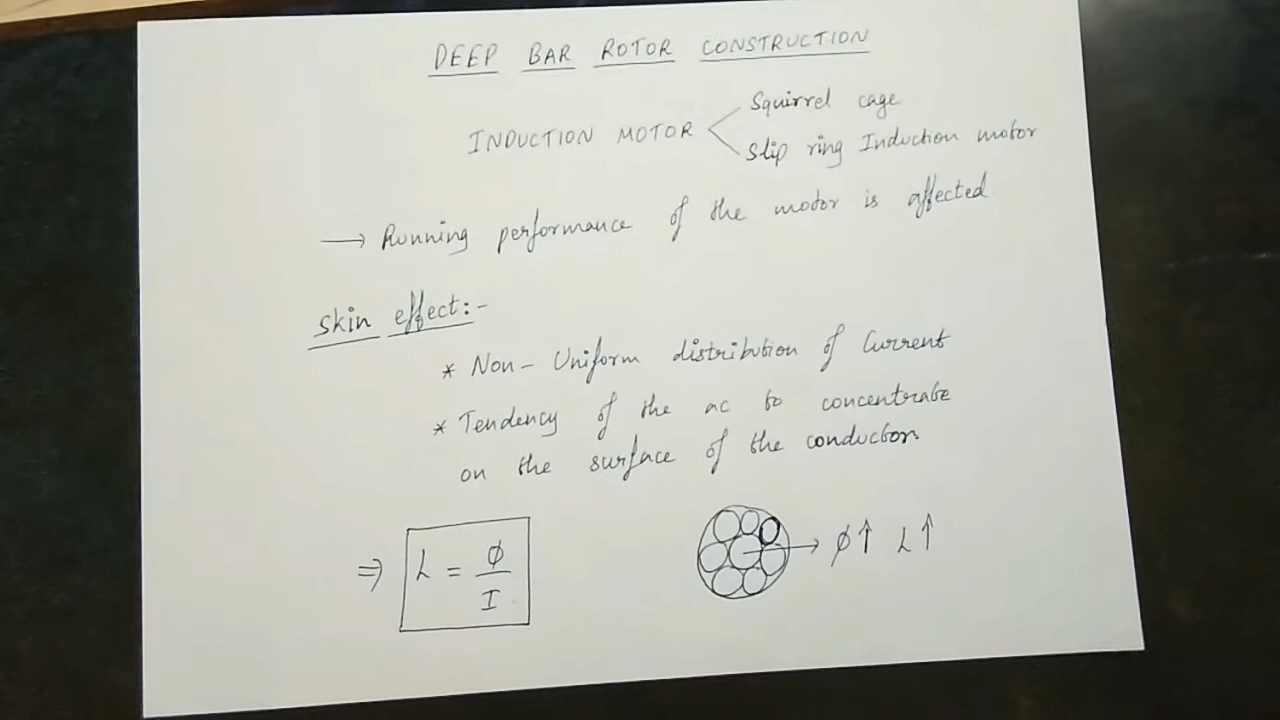 DEEP BAR ROTOR CONSTRUCTION
INDUCTION MOTOR
Squirrel cage
Slip ring Induction motor
→ Running performance of the motor is affected
Skin effect:-
* Non-Uniform distribution of Current
* Tendency of the ac to concentrate
on the surface of the conductor
⇒ L = ϕ / I
ϕ↑ L↑